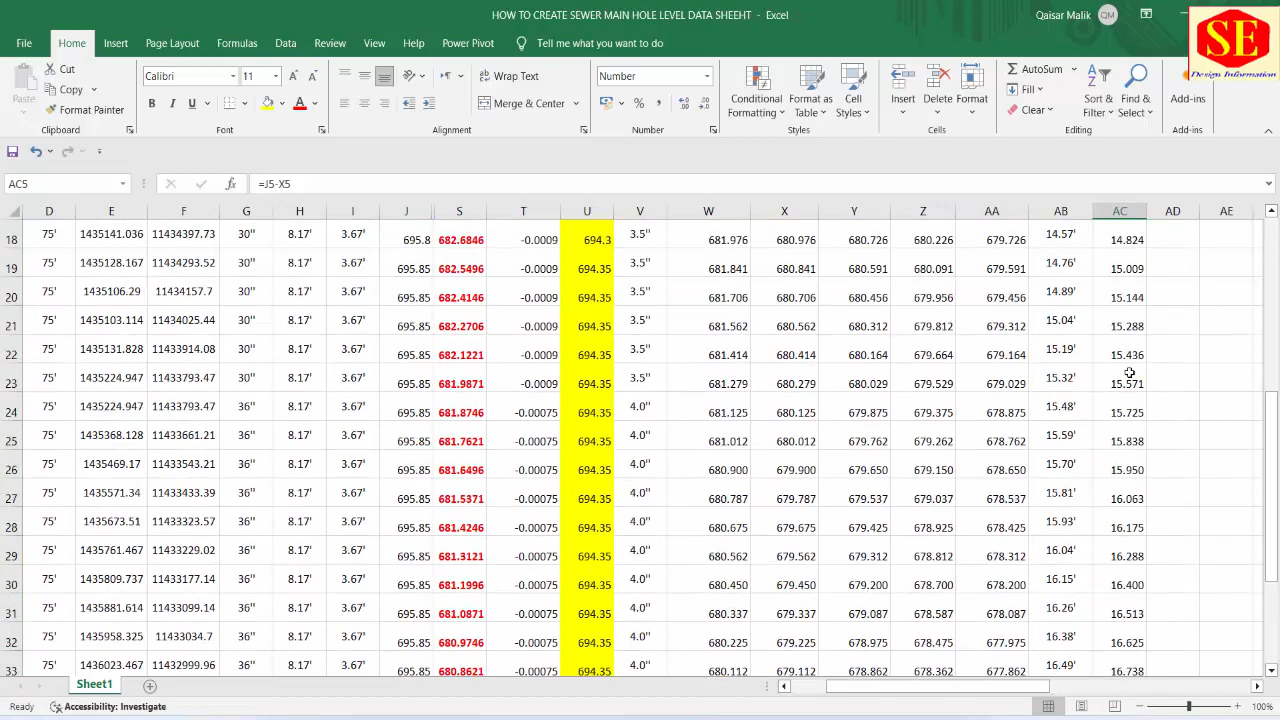 HOW TO CREATE SEWER MAIN HOLE LEVEL DATA SHEEHT - Excel
Qaisar Malik QM
SE
Design Information
File Home Insert Page Layout Formulas Data Review View Help Power Pivot Tell me what you want to do
Cut
Copy
Format Painter
Paste
Clipboard
Calibri 11
B I U
Font
Wrap Text
Merge & Center
Alignment
Number
Number
Conditional Formatting
Format as Table
Cell Styles
Styles
Insert Delete Format
Cells
AutoSum
Fill
Clear
Sort & Filter
Find & Select
Editing
Add-ins
Add-ins
AC5 =J5-X5
D E F G H I J S T U V W X Y Z AA AB AC AD AE
18 75' 1435141.036 11434397.73 30" 8.17' 3.67' 695.8 682.6846 -0.0009 694.3 3.5" 681.976 680.976 680.726 680.226 679.726 14.57' 14.824
19 75' 1435128.167 11434293.52 30" 8.17' 3.67' 695.85 682.5496 -0.0009 694.35 3.5" 681.841 680.841 680.591 680.091 679.591 14.76' 15.009
20 75' 1435106.29 11434157.7 30" 8.17' 3.67' 695.85 682.4146 -0.0009 694.35 3.5" 681.706 680.706 680.456 679.956 679.456 14.89' 15.144
21 75' 1435103.114 11434025.44 30" 8.17' 3.67' 695.85 682.2706 -0.0009 694.35 3.5" 681.562 680.562 680.312 679.812 679.312 15.04' 15.288
22 75' 1435131.828 11433914.08 30" 8.17' 3.67' 695.85 682.1221 -0.0009 694.35 3.5" 681.414 680.414 680.164 679.664 679.164 15.19' 15.436
23 75' 1435224.947 11433793.47 30" 8.17' 3.67' 695.85 681.9871 -0.0009 694.35 3.5" 681.279 680.279 680.029 679.529 679.029 15.32' 15.571
24 75' 1435224.947 11433793.47 36" 8.17' 3.67' 695.85 681.8746 -0.00075 694.35 4.0" 681.125 680.125 679.875 679.375 678.875 15.48' 15.725
25 75' 1435368.128 11433661.21 36" 8.17' 3.67' 695.85 681.7621 -0.00075 694.35 4.0" 681.012 680.012 679.762 679.262 678.762 15.59' 15.838
26 75' 1435469.17 11433543.21 36" 8.17' 3.67' 695.85 681.6496 -0.00075 694.35 4.0" 680.900 679.900 679.650 679.150 678.650 15.70' 15.950
27 75' 1435571.34 11433433.39 36" 8.17' 3.67' 695.85 681.5371 -0.00075 694.35 4.0" 680.787 679.787 679.537 679.037 678.537 15.81' 16.063
28 75' 1435673.51 11433323.57 36" 8.17' 3.67' 695.85 681.4246 -0.00075 694.35 4.0" 680.675 679.675 679.425 678.925 678.425 15.93' 16.175
29 75' 1435761.467 11433229.02 36" 8.17' 3.67' 695.85 681.3121 -0.00075 694.35 4.0" 680.562 679.562 679.312 678.812 678.312 16.04' 16.288
30 75' 1435809.737 11433177.14 36" 8.17' 3.67' 695.85 681.1996 -0.00075 694.35 4.0" 680.450 679.450 679.200 678.700 678.200 16.15' 16.400
31 75' 1435881.614 11433099.14 36" 8.17' 3.67' 695.85 681.0871 -0.00075 694.35 4.0" 680.337 679.337 679.087 678.587 678.087 16.26' 16.513
32 75' 1435958.325 11433034.7 36" 8.17' 3.67' 695.85 680.9746 -0.00075 694.35 4.0" 680.225 679.225 678.975 678.475 677.975 16.38' 16.625
33 75' 1436023.467 11432999.96 36" 8.17' 3.67' 695.85 680.8621 -0.00075 694.35 4.0" 680.112 679.112 678.862 678.362 677.862 16.49' 16.738
Sheet1
Ready Accessibility: Investigate 100%